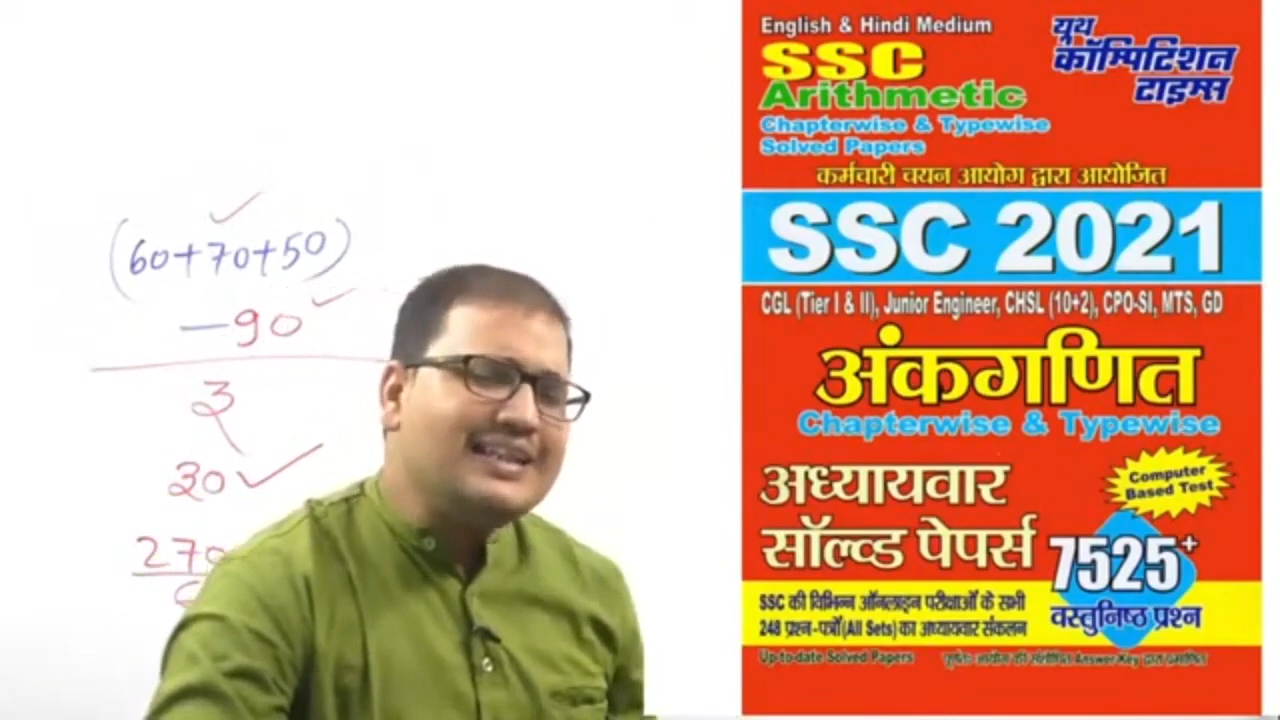 (60+70+50)
-90
3
30
270
English & Hindi Medium
SSC
Arithmetic
Chapterwise & Typewise
Solved Papers
यूथ
कॉम्पिटिशन
टाइम्स
कर्मचारी चयन आयोग द्वारा आयोजित
SSC 2021
CGL (Tier I & II), Junior Engineer, CHSL (10+2), CPO-SI, MTS, GD
अंकगणित
Chapterwise & Typewise
अध्यायवार
सॉल्व्ड पेपर्स
Computer
Based Test
7525+
वस्तुनिष्ठ प्रश्न
SSC की विभिन्न ऑनलाइन परीक्षाओं के सभी
248 प्रश्न-पत्रों (All Sets) का अध्यायवार संकलन
Up-to-date Solved Papers
Answer Key द्वारा